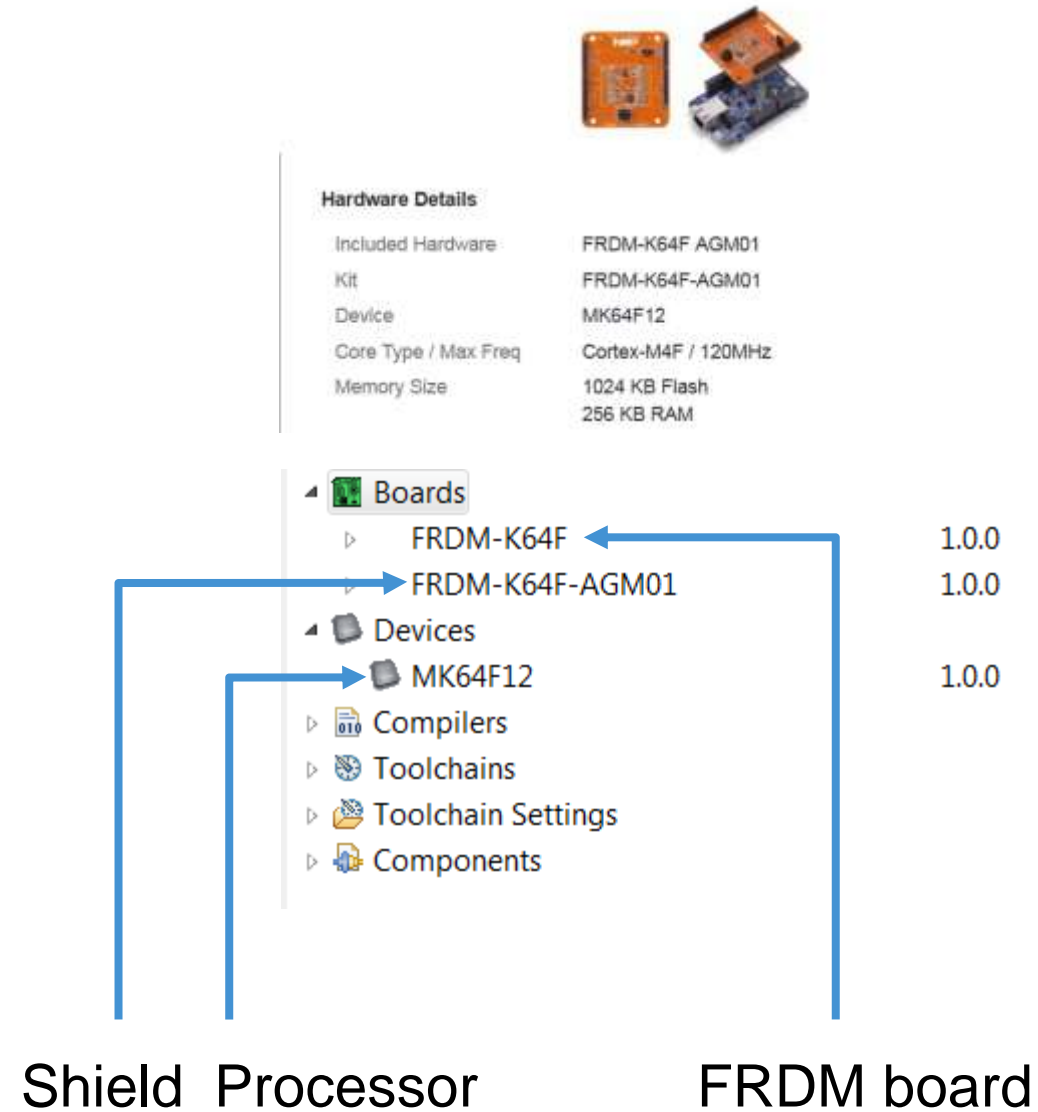 Hardware Details
Included Hardware FRDM-K64F AGM01
Kit FRDM-K64F-AGM01
Device MK64F12
Core Type / Max Freq Cortex-M4F / 120MHz
Memory Size 1024 KB Flash
256 KB RAM
Boards
FRDM-K64F 1.0.0
FRDM-K64F-AGM01 1.0.0
Devices
MK64F12 1.0.0
Compilers
Toolchains
Toolchain Settings
Components
Shield Processor FRDM board